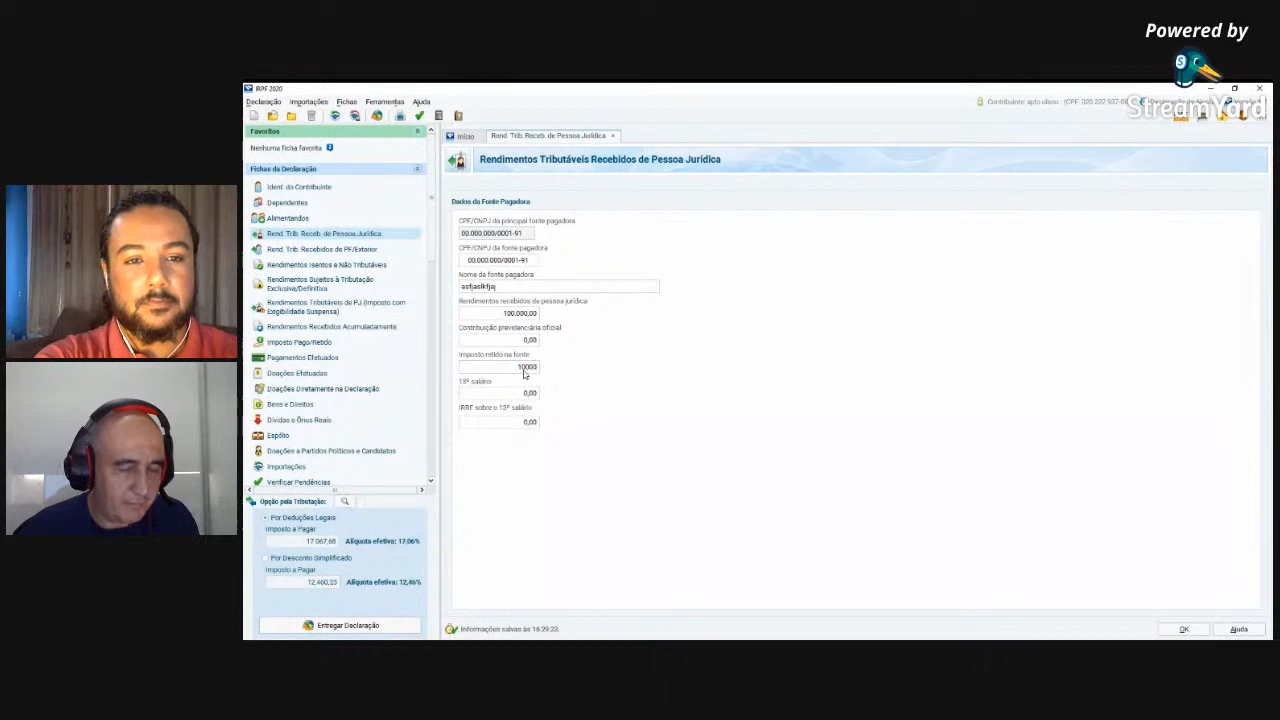 Powered by
StreamYard
IRPF 2020
Declaração Importações Fichas Ferramentas Ajuda
Contribuinte: apto ulano - (CPF: 020.237.937-00
Favoritos
Início Rend. Trib. Receb. de Pessoa Jurídica
Nenhuma ficha favorita
Rendimentos Tributáveis Recebidos de Pessoa Jurídica
Fichas da Declaração
Ident. do Contribuinte
Dependentes
Alimentandos
Rend. Trib. Receb. de Pessoa Jurídica
Rend. Trib. Recebidos de PF/Exterior
Rendimentos Isentos e Não Tributáveis
Rendimentos Sujeitos à Tributação
Exclusiva/Definitiva
Rendimentos Tributáveis de PJ (Imposto com
Exigibilidade Suspensa)
Rendimentos Recebidos Acumuladamente
Imposto Pago/Retido
Pagamentos Efetuados
Doações Efetuadas
Doações Diretamente na Declaração
Bens e Direitos
Dívidas e Ônus Reais
Espólio
Doações a Partidos Políticos e Candidatos
Importações
Verificar Pendências
Opção pela Tributação:
Por Deduções Legais
Imposto a Pagar
17.067,68 Alíquota efetiva: 17,06%
Por Desconto Simplificado
Imposto a Pagar
12.460,23 Alíquota efetiva: 12,46%
Entregar Declaração
Dados da Fonte Pagadora
CPF/CNPJ da principal fonte pagadora
00.000.000/0001-91
CPF/CNPJ da fonte pagadora
00.000.000/0001-91
Nome da fonte pagadora
asfjaslkfjaj
Rendimentos recebidos de pessoa jurídica
100.000,00
Contribuição previdenciária oficial
0,00
Imposto retido na fonte
10000
13º salário
0,00
IRRF sobre o 13º salário
0,00
Informações salvas às 16:29:23
OK Ajuda